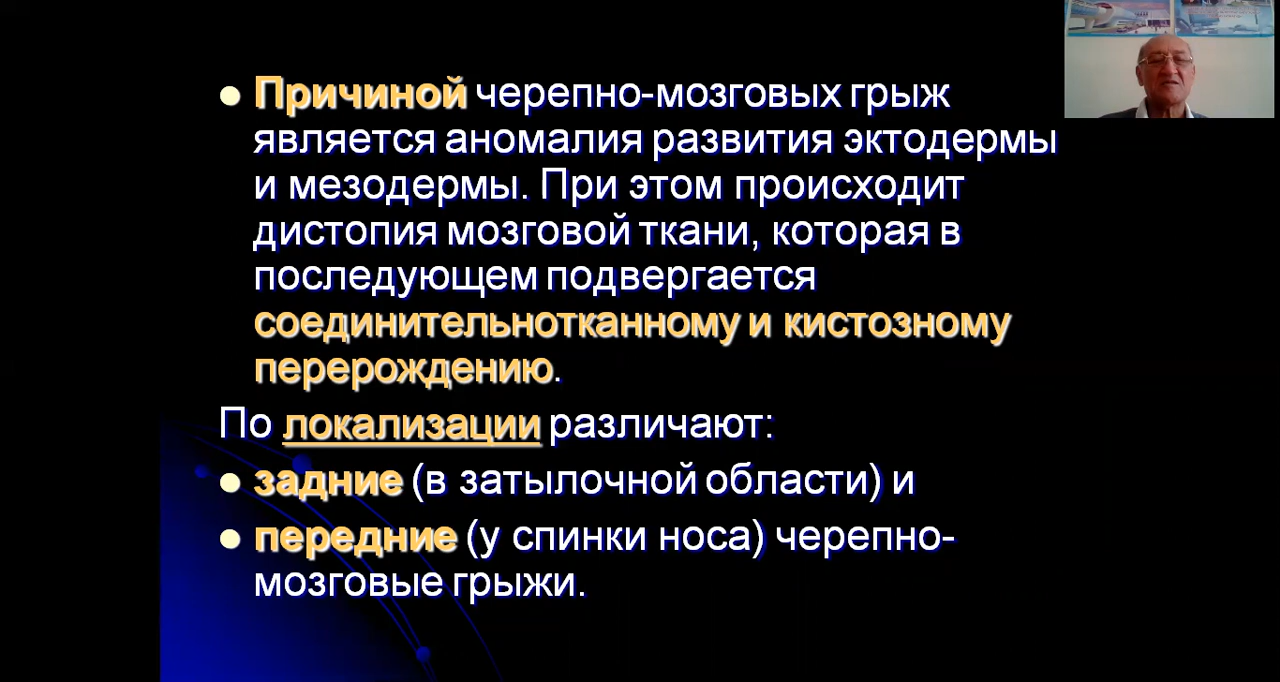 Причиной черепно-мозговых грыж
является аномалия развития эктодермы
и мезодермы. При этом происходит
дистопия мозговой ткани, которая в
последующем подвергается
соединительнотканному и кистозному
перерождению.
По локализации различают:
задние (в затылочной области) и
передние (у спинки носа) черепно-
мозговые грыжи.